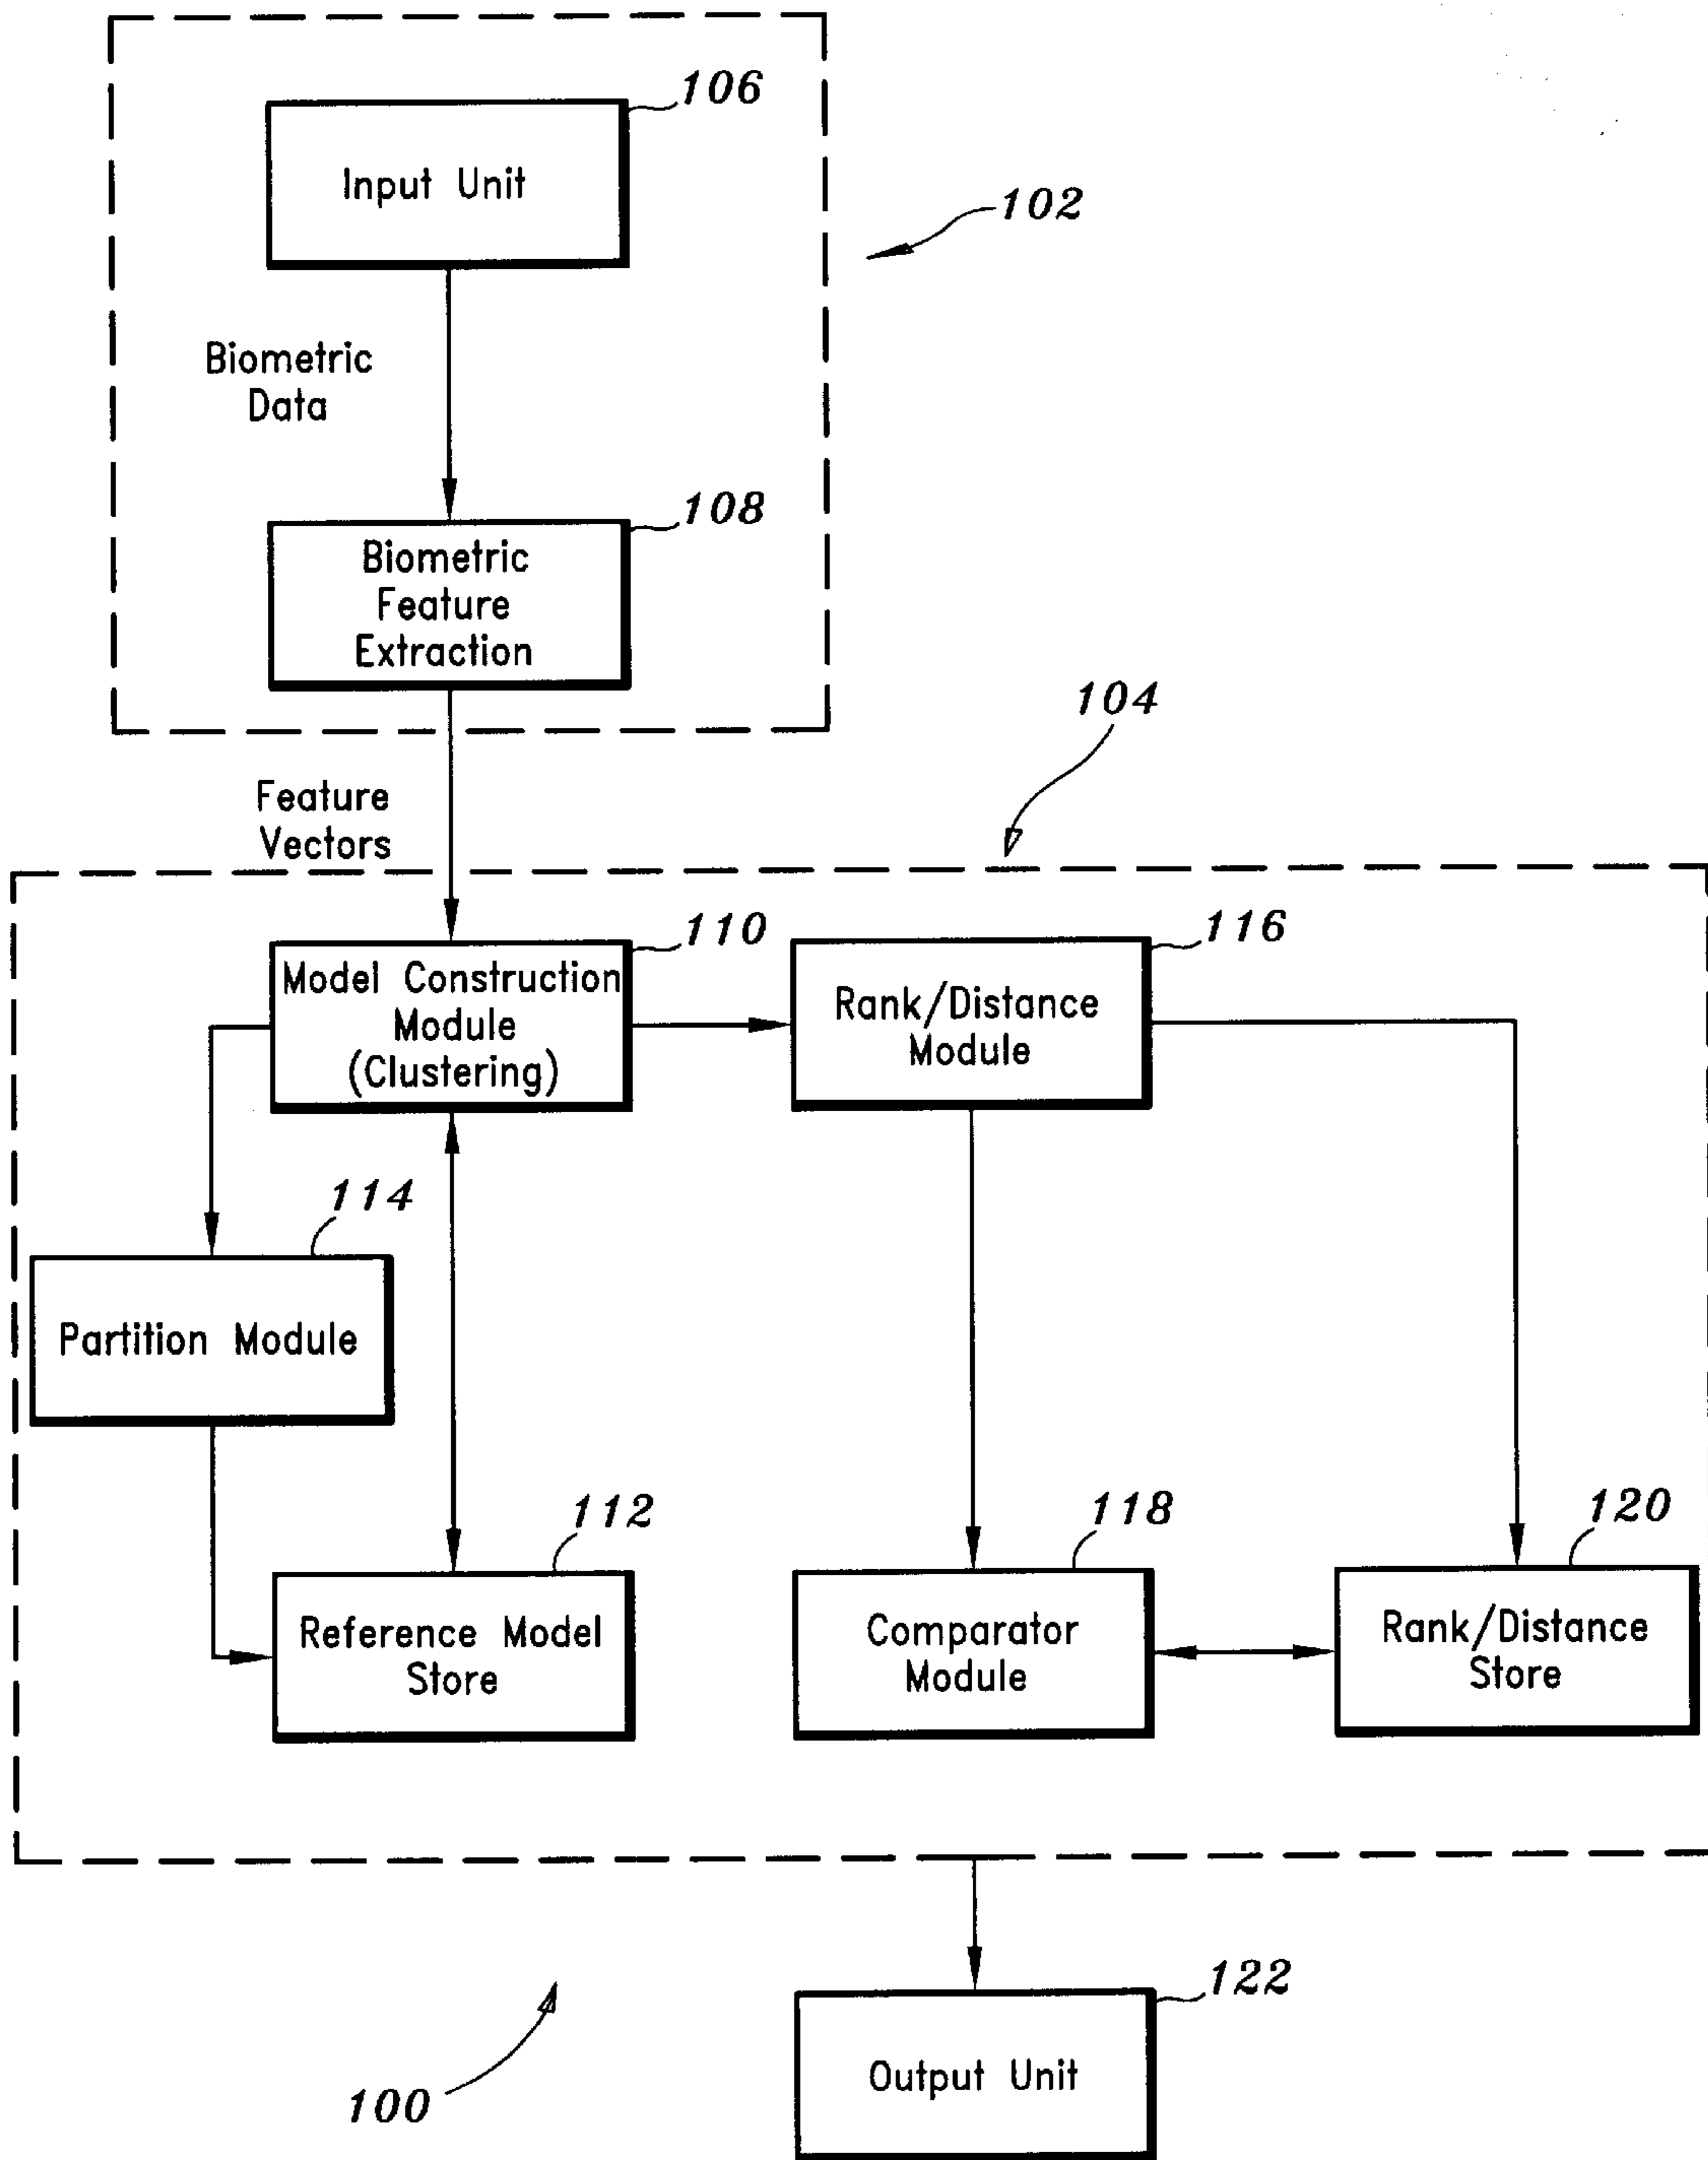 106
Input Unit
102
Biometric
Data
108
Biometric
Feature
Extraction
104
Feature
Vectors
110
116
Model Construction
Module
(Clustering)
Rank/Distance
Module
114
Partition Module
112
118
120
Reference Model
Store
Comparator
Module
Rank/Distance
Store
122
Output Unit
100